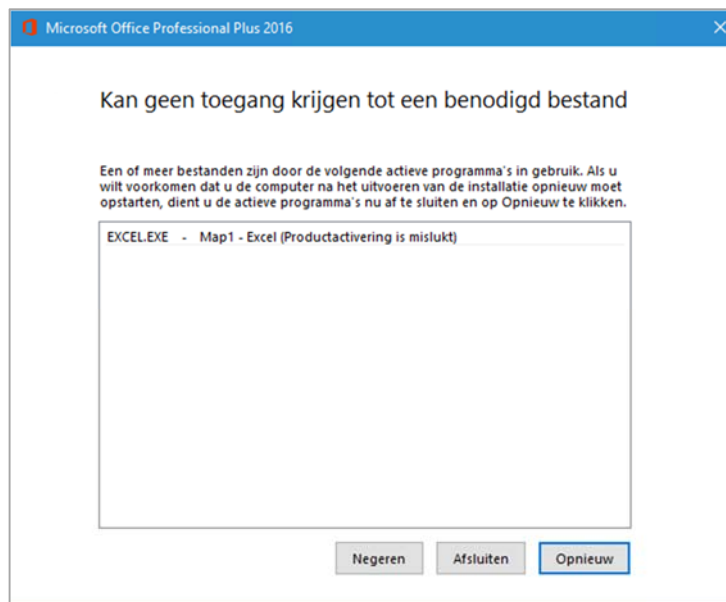 Microsoft Office Professional Plus 2016
Kan geen toegang krijgen tot een benodigd bestand
Een of meer bestanden zijn door de volgende actieve programma's in gebruik. Als u
wilt voorkomen dat u de computer na het uitvoeren van de installatie opnieuw moet
opstarten, dient u de actieve programma's nu af te sluiten en op Opnieuw te klikken.
EXCEL.EXE - Map1 - Excel (Productactivering is mislukt)
Negeren Afsluiten Opnieuw